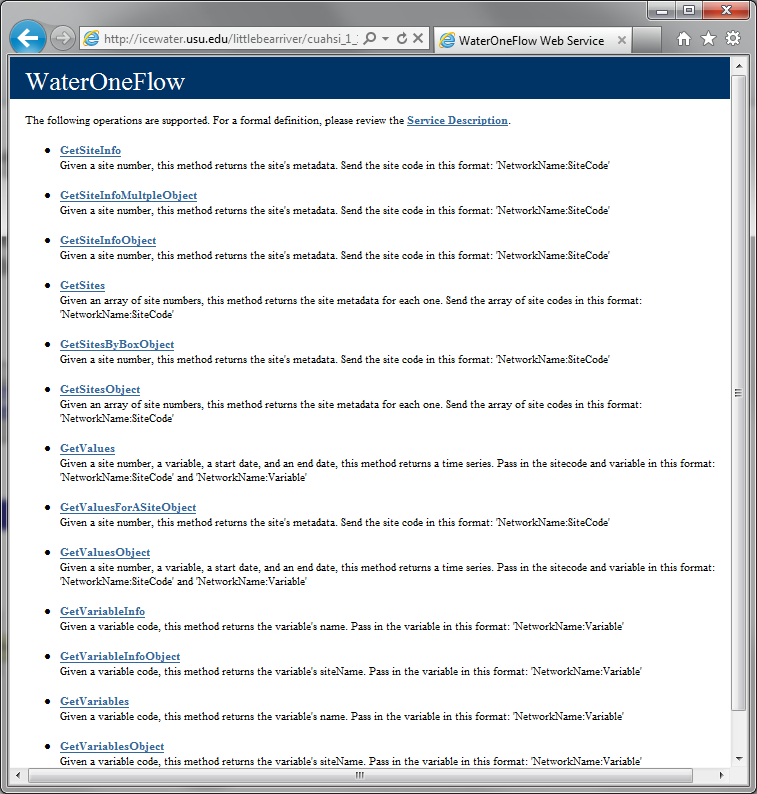 http://icewater.usu.edu/littlebearriver/cuahsi_1_
WaterOneFlow Web Service
WaterOneFlow
The following operations are supported. For a formal definition, please review the Service Description.
GetSiteInfo
Given a site number, this method returns the site's metadata. Send the site code in this format: 'NetworkName:SiteCode'
GetSiteInfoMultpleObject
Given a site number, this method returns the site's metadata. Send the site code in this format: 'NetworkName:SiteCode'
GetSiteInfoObject
Given a site number, this method returns the site's metadata. Send the site code in this format: 'NetworkName:SiteCode'
GetSites
Given an array of site numbers, this method returns the site metadata for each one. Send the array of site codes in this format:
'NetworkName:SiteCode'
GetSitesByBoxObject
Given a site number, this method returns the site's metadata. Send the site code in this format: 'NetworkName:SiteCode'
GetSitesObject
Given an array of site numbers, this method returns the site metadata for each one. Send the array of site codes in this format:
'NetworkName:SiteCode'
GetValues
Given a site number, a variable, a start date, and an end date, this method returns a time series. Pass in the sitecode and variable in this format:
'NetworkName:SiteCode' and 'NetworkName:Variable'
GetValuesForASiteObject
Given a site number, this method returns the site's metadata. Send the site code in this format: 'NetworkName:SiteCode'
GetValuesObject
Given a site number, a variable, a start date, and an end date, this method returns a time series. Pass in the sitecode and variable in this format:
'NetworkName:SiteCode' and 'NetworkName:Variable'
GetVariableInfo
Given a variable code, this method returns the variable's name. Pass in the variable in this format: 'NetworkName:Variable'
GetVariableInfoObject
Given a variable code, this method returns the variable's siteName. Pass in the variable in this format: 'NetworkName:Variable'
GetVariables
Given a variable code, this method returns the variable's name. Pass in the variable in this format: 'NetworkName:Variable'
GetVariablesObject
Given a variable code, this method returns the variable's siteName. Pass in the variable in this format: 'NetworkName:Variable'